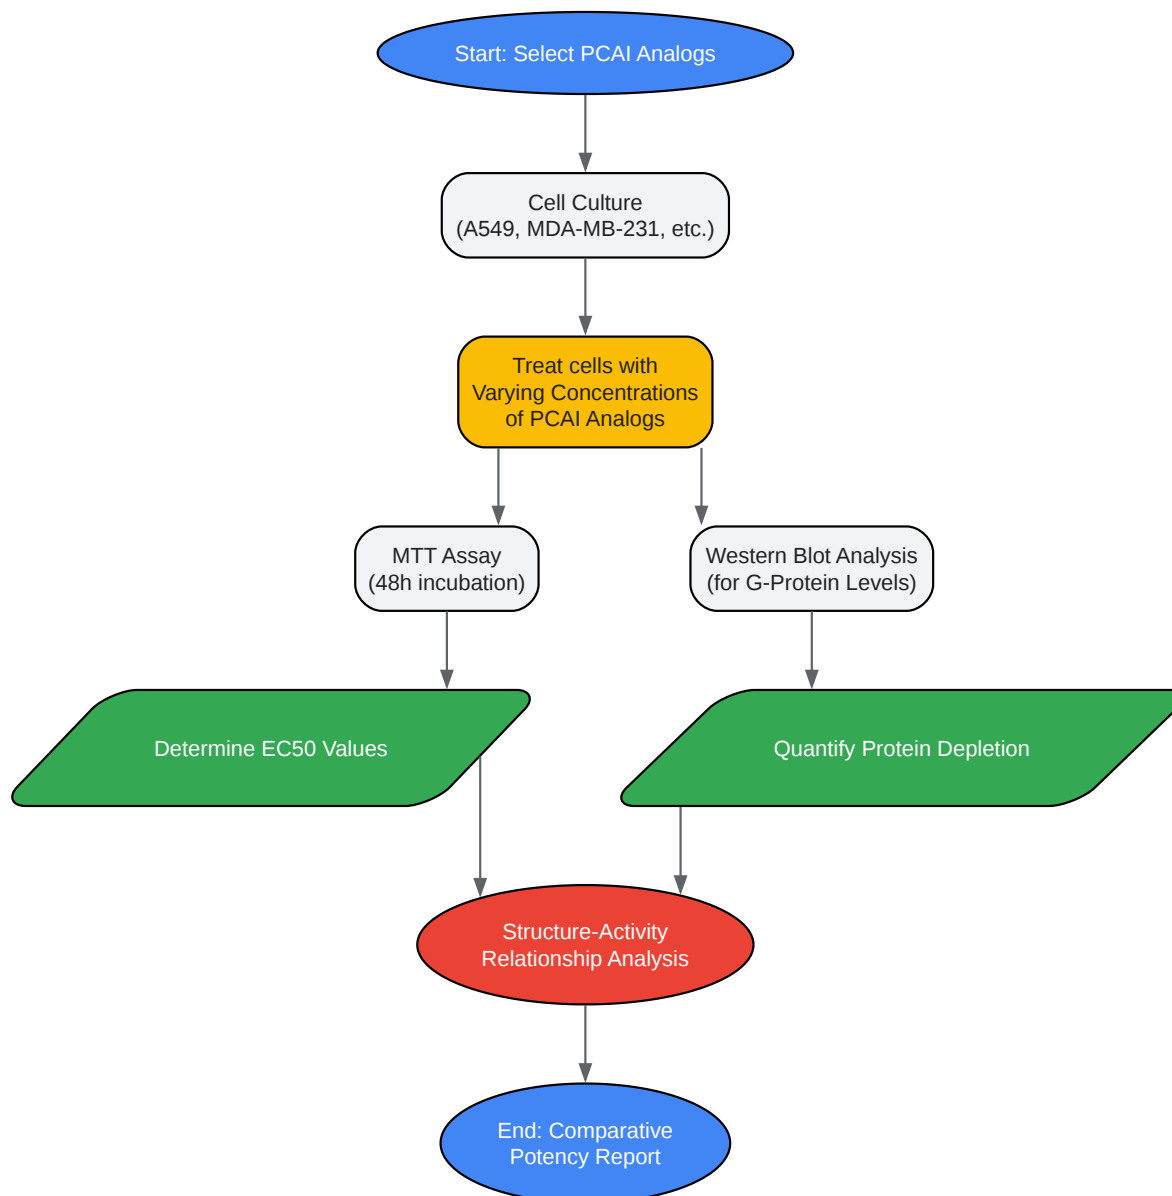 Start: Select PCAI Analogs
Cell Culture
(A549, MDA-MB-231, etc.)
Treat cells with
Varying Concentrations
of PCAI Analogs
MTT Assay
(48h incubation)
Western Blot Analysis
(for G-Protein Levels)
Determine EC50 Values
Quantify Protein Depletion
Structure-Activity
Relationship Analysis
End: Comparative
Potency Report